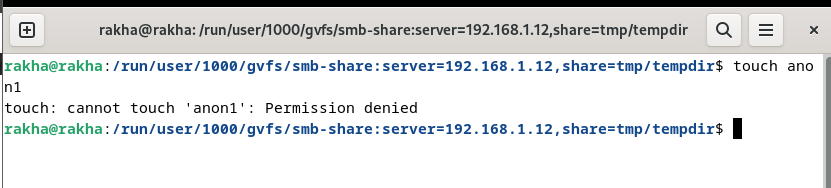 rakha@rakha: /run/user/1000/gvfs/smb-share:server=192.168.1.12,share=tmp/tempdir
rakha@rakha:/run/user/1000/gvfs/smb-share:server=192.168.1.12,share=tmp/tempdir$ touch ano
n1
touch: cannot touch 'anon1': Permission denied
rakha@rakha:/run/user/1000/gvfs/smb-share:server=192.168.1.12,share=tmp/tempdir$